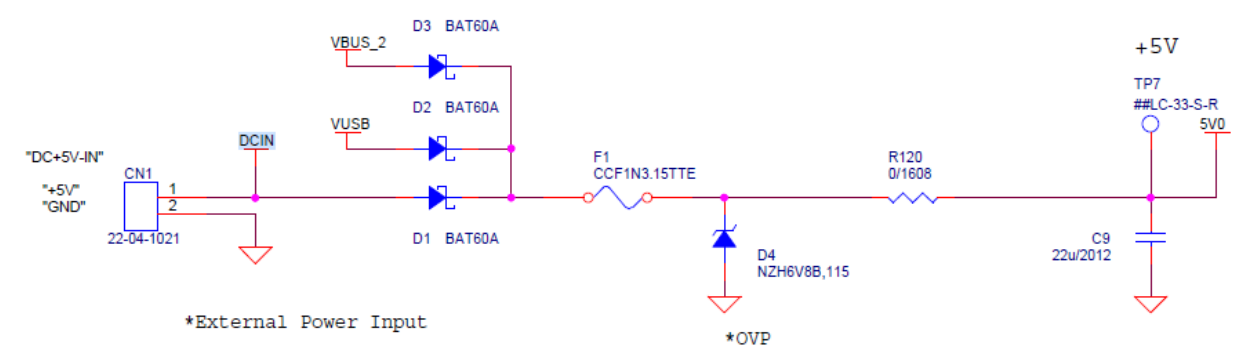 D3 BAT60A
VBUS_2
+5V
TP7
##LC-33-S-R
D2 BAT60A
VUSB
5V0
DCIN
"DC+5V-IN"
CN1
F1
CCF1N3.15TTE
R120
0/1608
"+5V"
1
"GND"
2
22-04-1021
D1 BAT60A
D4
NZH6V8B,115
C9
22u/2012
*External Power Input
*OVP